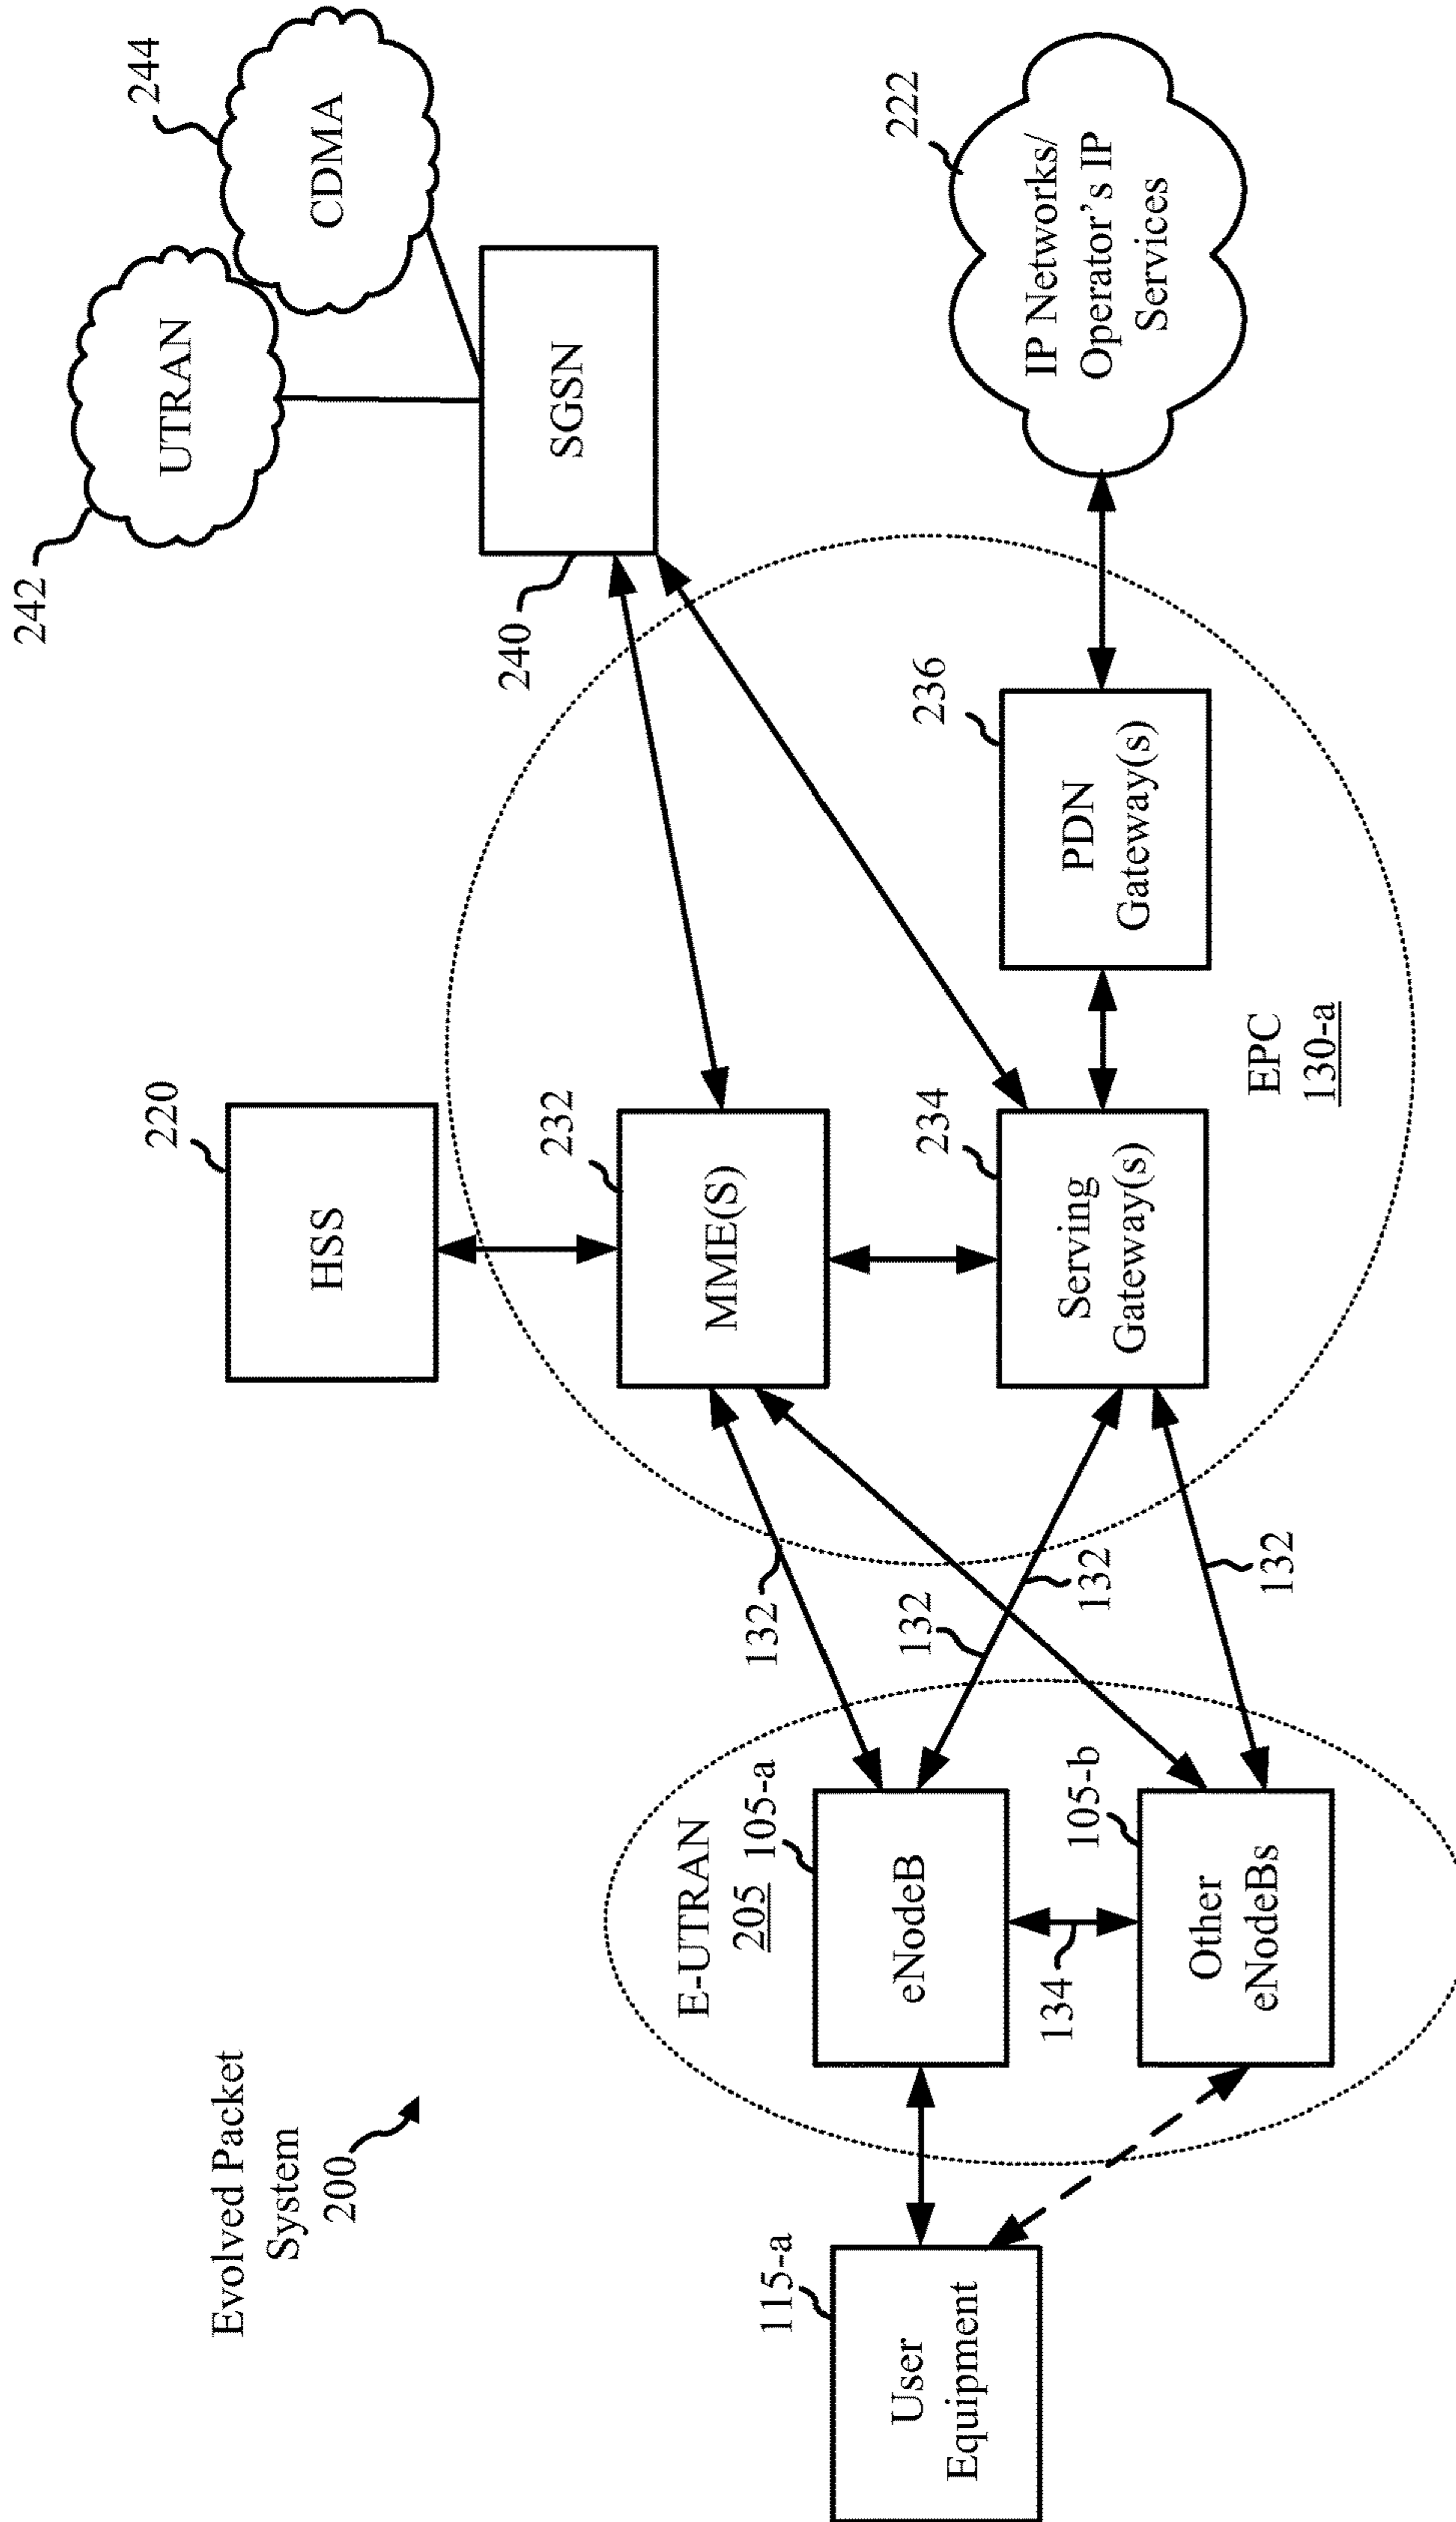 Evolved Packet
System
200
242
UTRAN
244
CDMA
220
HSS
240
SGSN
232
MME(S)
222
IP Networks/
Operator's IP
Services
E-UTRAN
205
105-a
eNodeB
132
132
132
132
234
Serving
Gateway(s)
236
PDN
Gateway(s)
115-a
User
Equipment
134
105-b
Other
eNodeBs
EPC
130-a